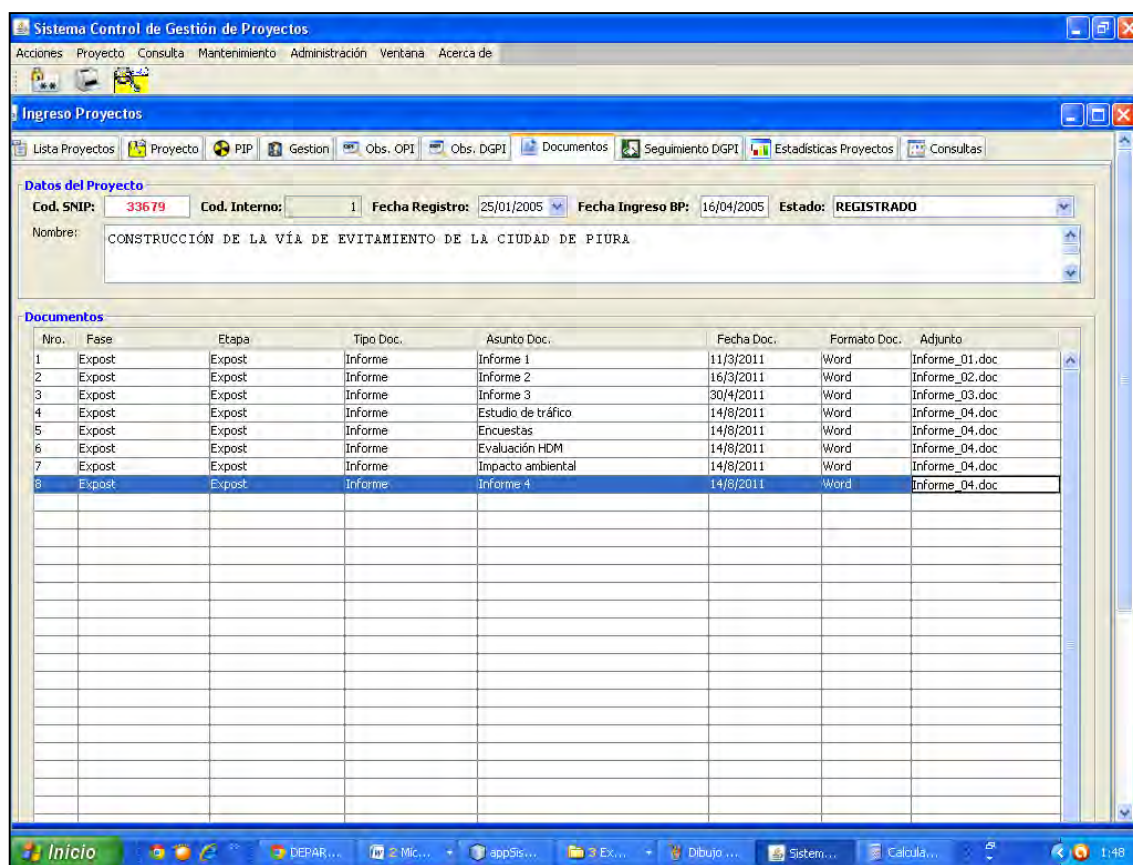 Sistema Control de Gestión de Proyectos
Acciones Proyecto Consulta Mantenimiento Administración Ventana Acerca de
Ingreso Proyectos
Lista Proyectos Proyecto PIP Gestion Obs. OPI Obs. DGPI Documentos Seguimiento DGPI Estadísticas Proyectos Consultas
Datos del Proyecto
Cod. SNIP: 33679 Cod. Interno: 1 Fecha Registro: 25/01/2005 Fecha Ingreso BP: 16/04/2005 Estado: REGISTRADO
Nombre: CONSTRUCCIÓN DE LA VÍA DE EVITAMIENTO DE LA CIUDAD DE PIURA
Documentos
Nro. Fase Etapa Tipo Doc. Asunto Doc. Fecha Doc. Formato Doc. Adjunto
1 Expost Expost Informe Informe 1 11/3/2011 Word Informe_01.doc
2 Expost Expost Informe Informe 2 16/3/2011 Word Informe_02.doc
3 Expost Expost Informe Informe 3 30/4/2011 Word Informe_03.doc
4 Expost Expost Informe Estudio de tráfico 14/8/2011 Word Informe_04.doc
5 Expost Expost Informe Encuestas 14/8/2011 Word Informe_04.doc
6 Expost Expost Informe Evaluación HDM 14/8/2011 Word Informe_04.doc
7 Expost Expost Informe Impacto ambiental 14/8/2011 Word Informe_04.doc
8 Expost Expost Informe Informe 4 14/8/2011 Word Informe_04.doc
Inicio DEPAR... 2 Mic... appSis... 3 Ex... Dibujo ... Sistem... Calcula... 1:48